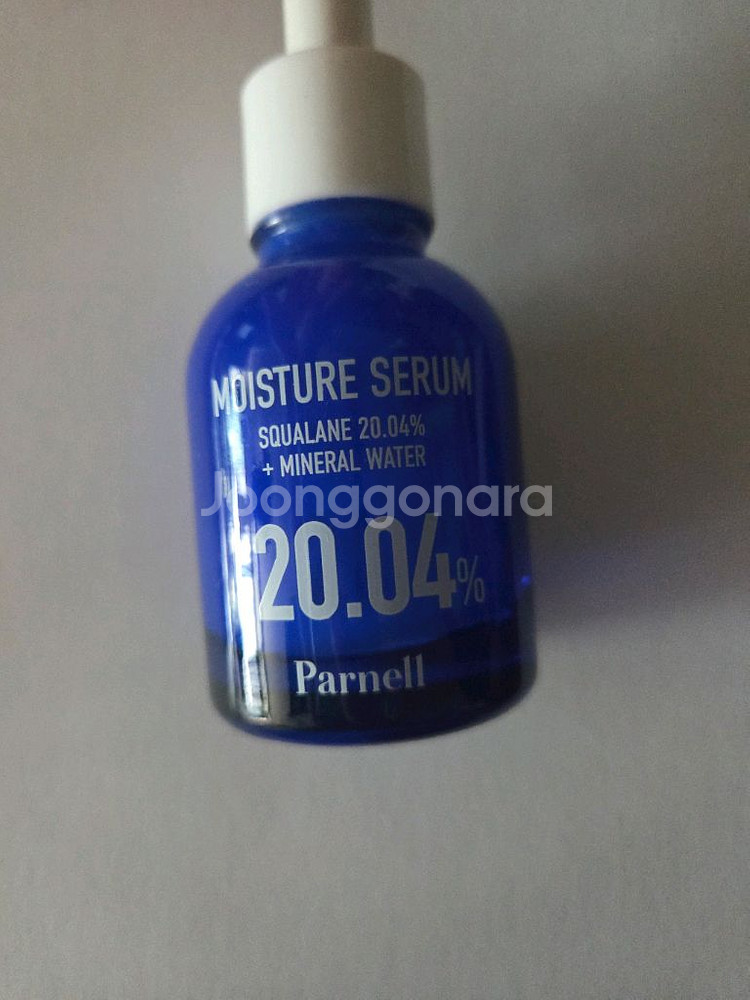 MOISTURE SERUM
SQUALANE 20.04%
+ MINERAL WATER
Joonggonara
20.04%
Parnell